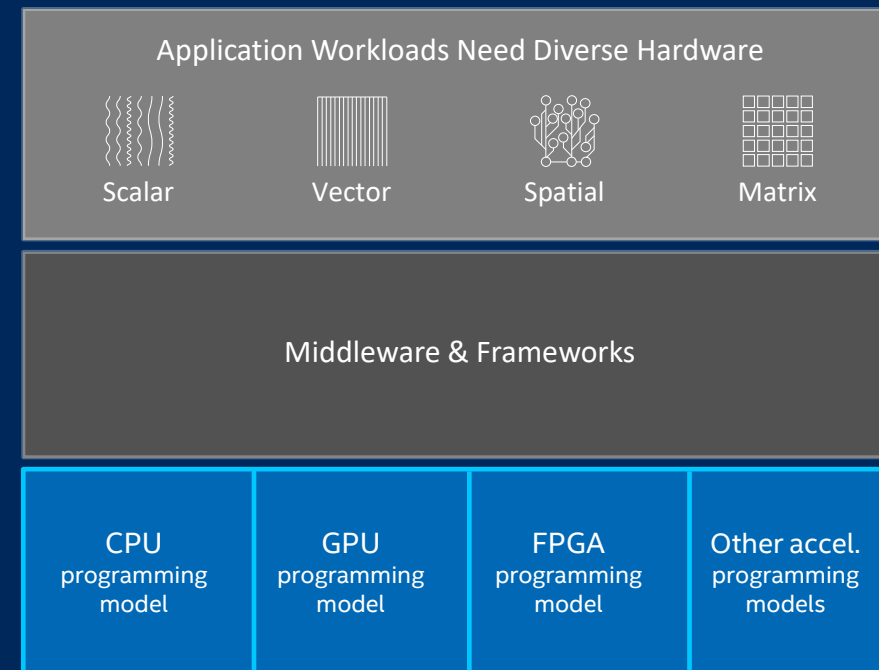 Application Workloads Need Diverse Hardware
Scalar
Vector
Spatial
Matrix
Middleware & Frameworks
CPU
programming
model
GPU
programming
model
FPGA
programming
model
Other accel.
programming
models